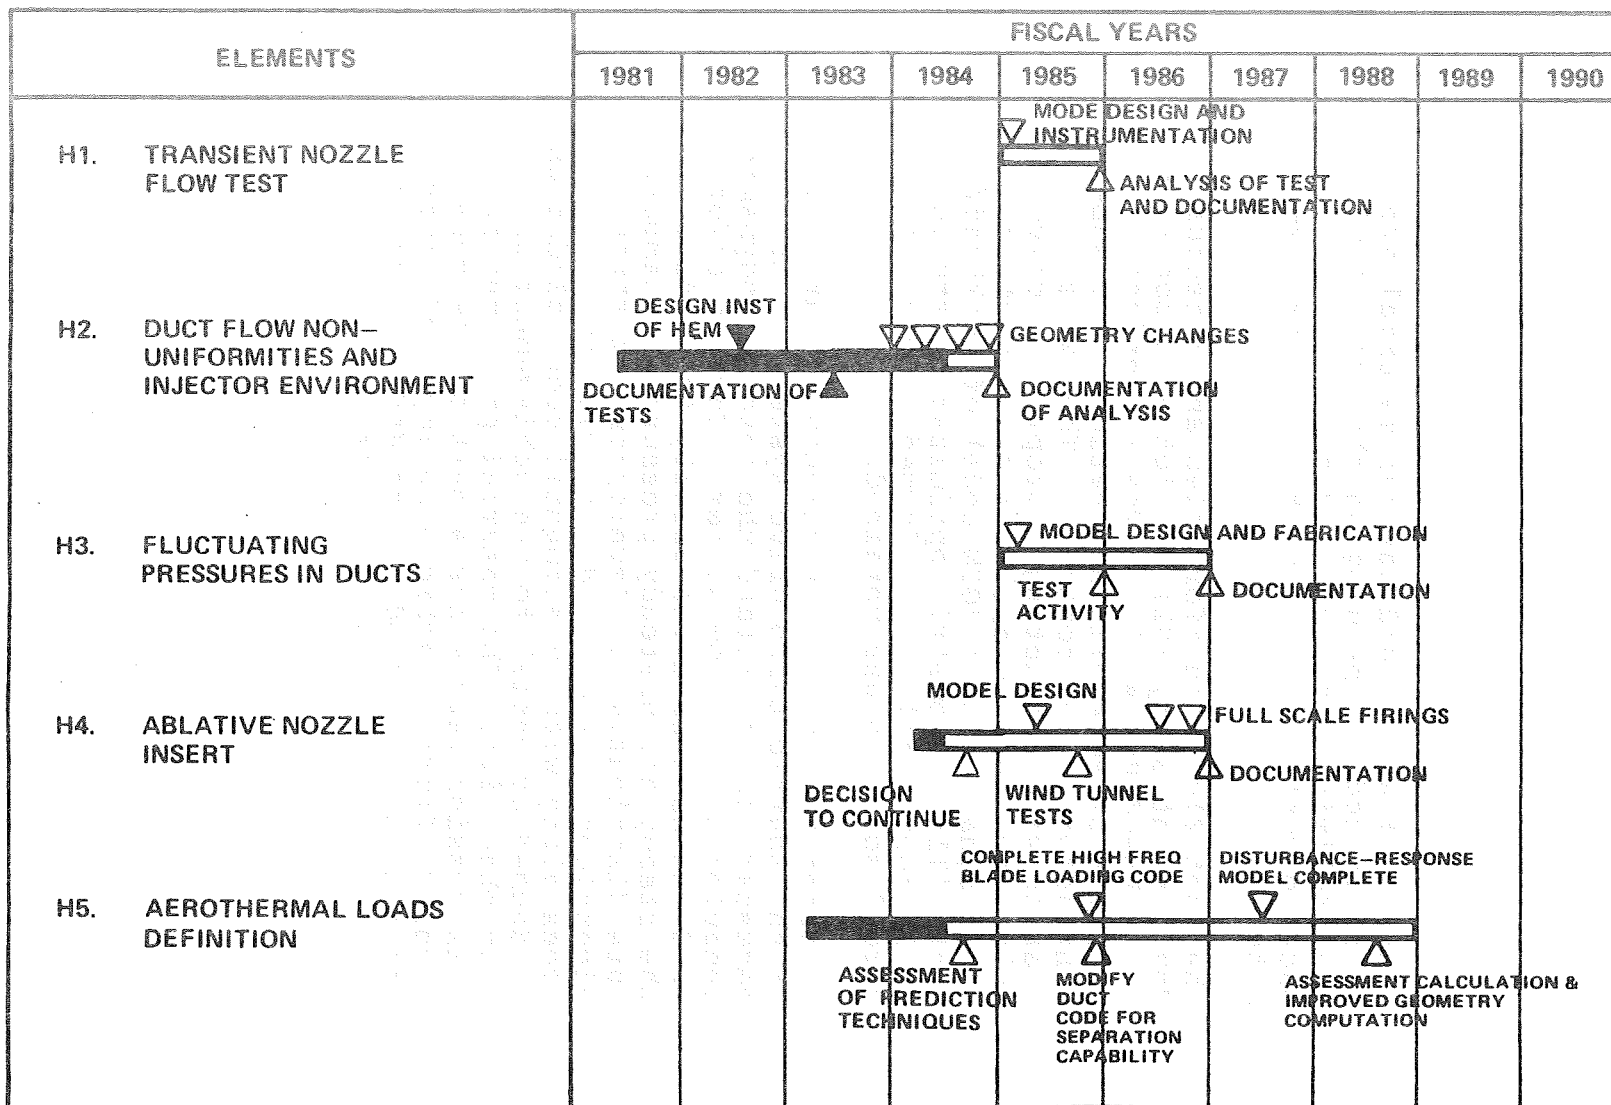 ELEMENTS
FISCAL YEARS
1981 1982 1983 1984 1985 1986 1987 1988 1989 1990
H1. TRANSIENT NOZZLE
FLOW TEST
MODE DESIGN AND
INSTRUMENTATION
ANALYSIS OF TEST
AND DOCUMENTATION
H2. DUCT FLOW NON-
UNIFORMITIES AND
INJECTOR ENVIRONMENT
DESIGN INST
OF HEM
GEOMETRY CHANGES
DOCUMENTATION OF
TESTS
DOCUMENTATION
OF ANALYSIS
H3. FLUCTUATING
PRESSURES IN DUCTS
MODEL DESIGN AND FABRICATION
TEST
ACTIVITY
DOCUMENTATION
H4. ABLATIVE NOZZLE
INSERT
MODEL DESIGN
FULL SCALE FIRINGS
DECISION
TO CONTINUE
WIND TUNNEL
TESTS
DOCUMENTATION
H5. AEROTHERMAL LOADS
DEFINITION
COMPLETE HIGH FREQ
BLADE LOADING CODE
DISTURBANCE-RESPONSE
MODEL COMPLETE
ASSESSMENT
OF PREDICTION
TECHNIQUES
MODIFY
DUCT
CODE FOR
SEPARATION
CAPABILITY
ASSESSMENT CALCULATION &
IMPROVED GEOMETRY
COMPUTATION